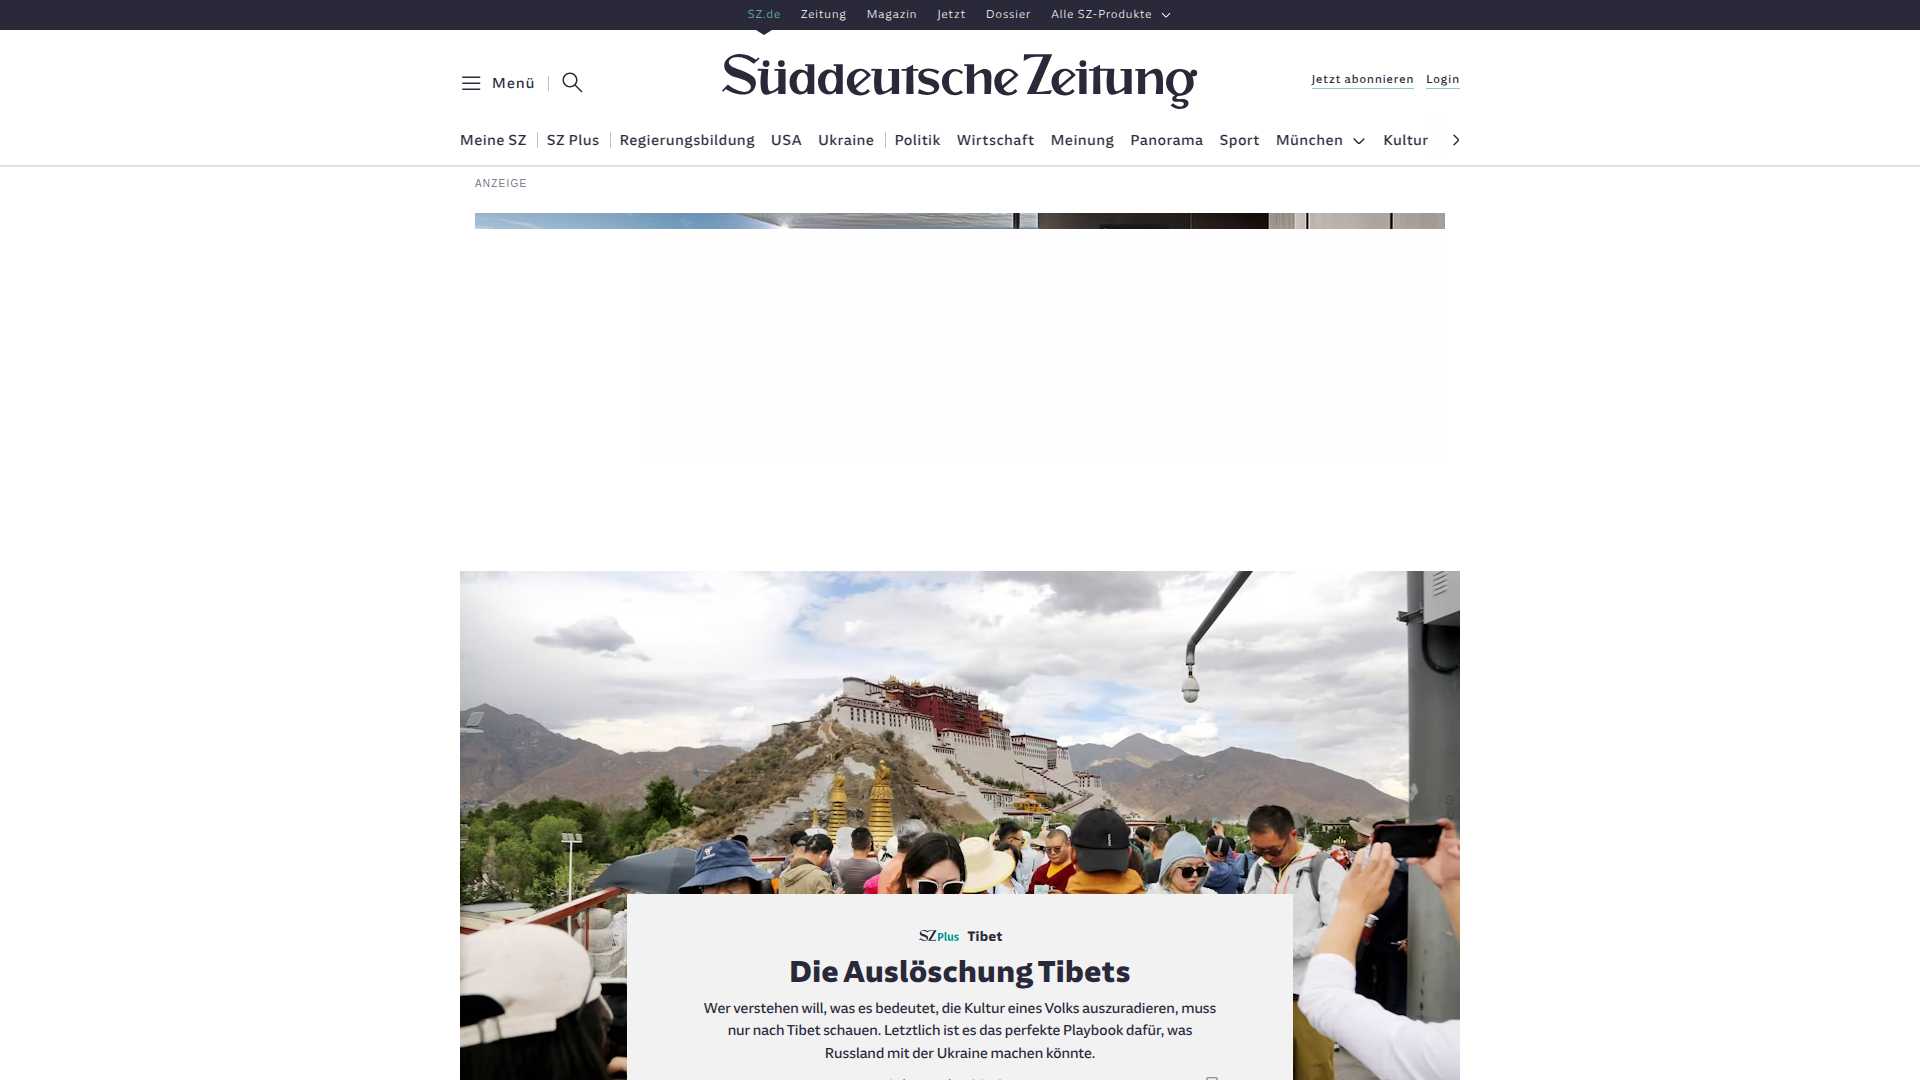 SZ.de Zeitung Magazin Jetzt Dossier Alle SZ-Produkte
Menü
Süddeutsche Zeitung
Jetzt abonnieren Login
Meine SZ SZ Plus Regierungsbildung USA Ukraine Politik Wirtschaft Meinung Panorama Sport München Kultur
ANZEIGE
SZ Plus Tibet
Die Auslöschung Tibets
Wer verstehen will, was es bedeutet, die Kultur eines Volks auszuradieren, muss
nur nach Tibet schauen. Letztlich ist es das perfekte Playbook dafür, was
Russland mit der Ukraine machen könnte.